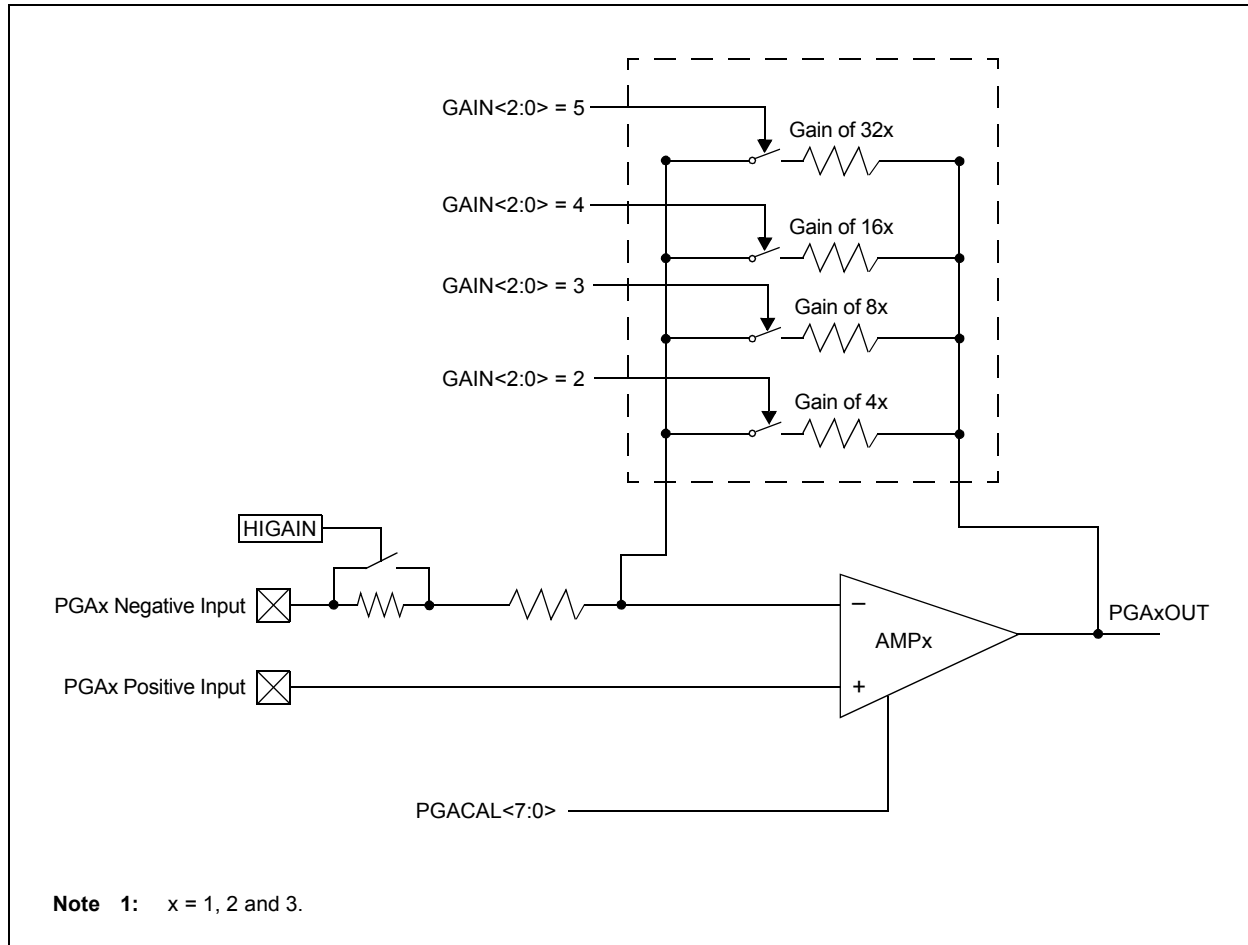 GAIN<2:0> = 5
Gain of 32x
GAIN<2:0> = 4
Gain of 16x
GAIN<2:0> = 3
Gain of 8x
GAIN<2:0> = 2
Gain of 4x
HIGAIN
PGAx Negative Input
–
PGAxOUT
AMPx
PGAx Positive Input
+
PGACAL<7:0>
Note 1: x = 1, 2 and 3.